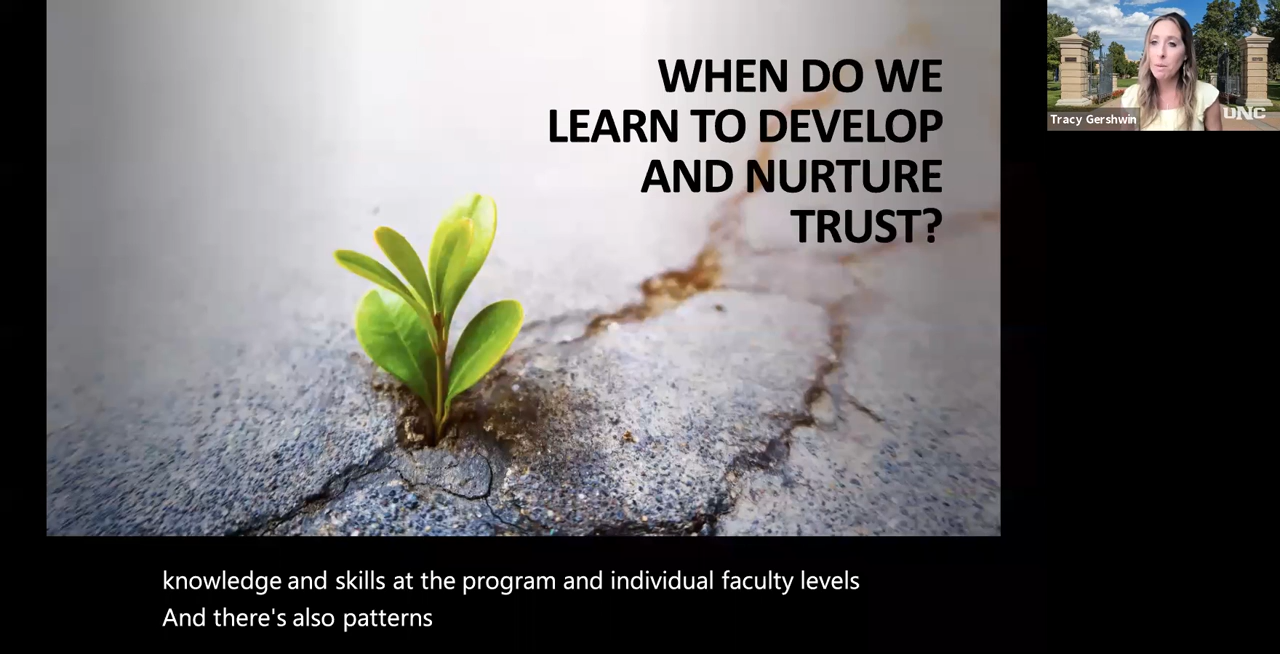 WHEN DO WE
LEARN TO DEVELOP
AND NURTURE
TRUST?
Tracy Gershwin
UNC
knowledge and skills at the program and individual faculty levels
And there's also patterns